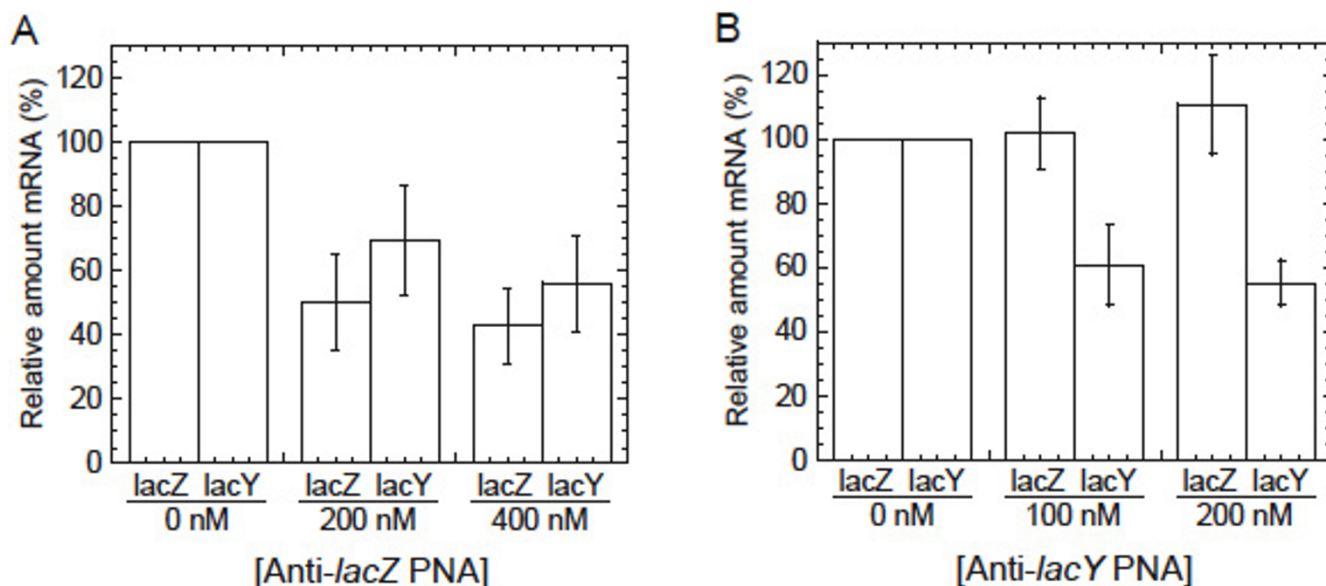 A
Relative amount mRNA (%)
120
100
80
60
40
20
0
lacZ lacY lacZ lacY lacZ lacY
0 nM 200 nM 400 nM
[Anti-lacZ PNA]
B
Relative amount mRNA (%)
120
100
80
60
40
20
0
lacZ lacY lacZ lacY lacZ lacY
0 nM 100 nM 200 nM
[Anti-lacY PNA]